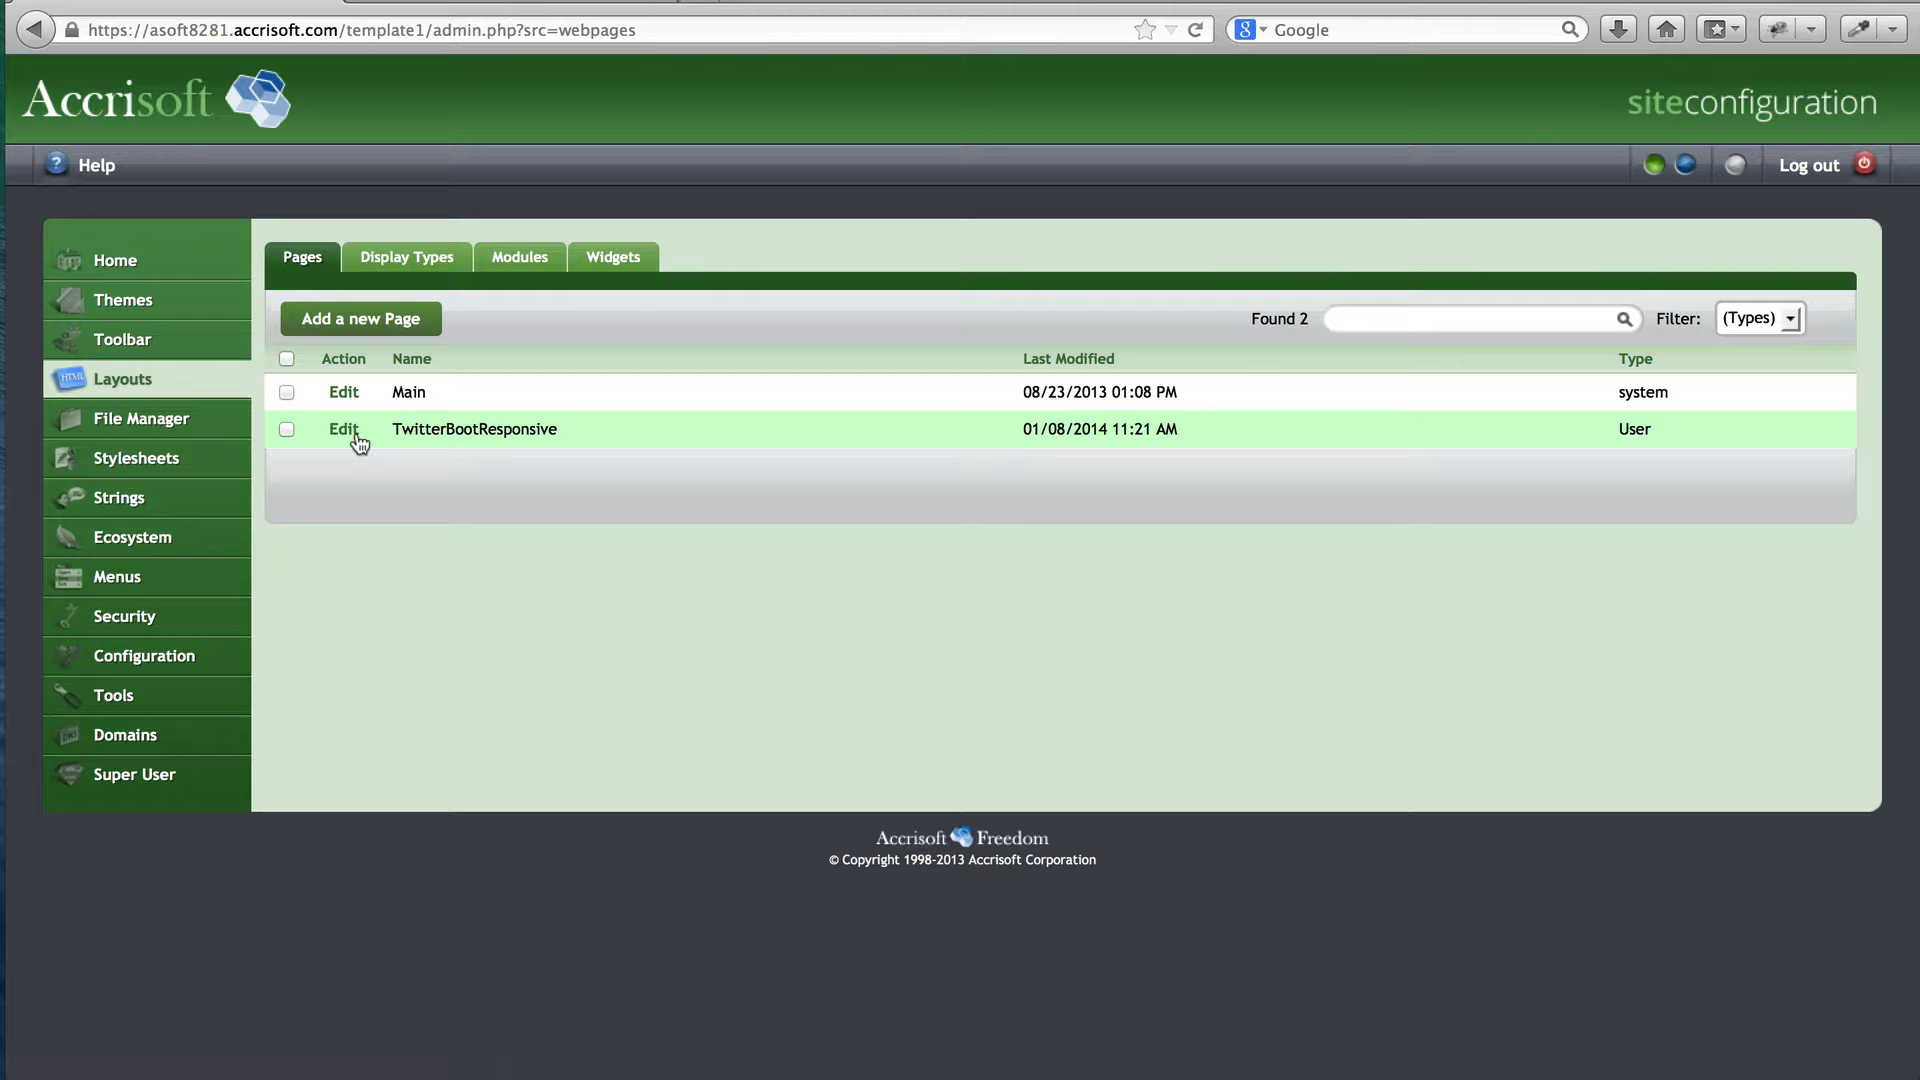 https://asoft8281.accrisoft.com/template1/admin.php?src=webpages
8 Google
Accrisoft
siteconfiguration
? Help
Log out
Home
Themes
Toolbar
HTML Layouts
File Manager
Stylesheets
Strings
Ecosystem
Menus
Security
Configuration
Tools
DNS Domains
Super User
Pages Display Types Modules Widgets
Add a new Page Found 2 Filter: (Types)
Action Name Last Modified Type
Edit Main 08/23/2013 01:08 PM system
Edit TwitterBootResponsive 01/08/2014 11:21 AM User
Accrisoft Freedom
© Copyright 1998-2013 Accrisoft Corporation